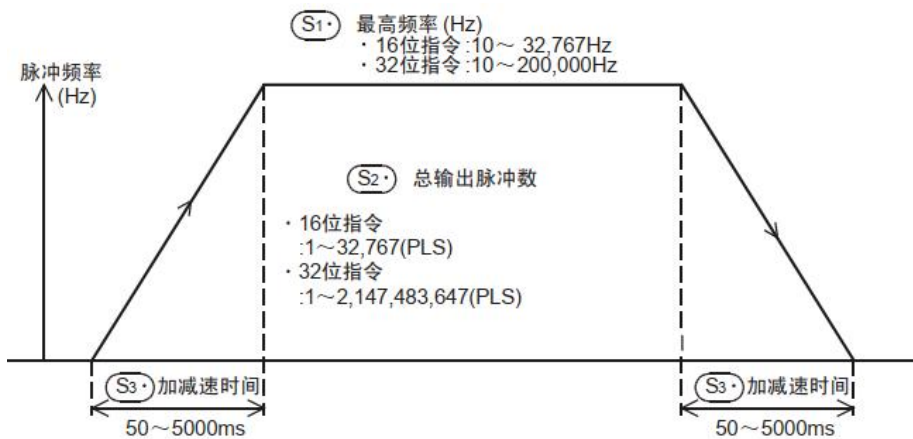 S1· 最高频率 (Hz)
· 16位指令 :10～ 32,767Hz
· 32位指令 :10～200,000Hz
脉冲频率
(Hz)
S2· 总输出脉冲数
· 16位指令
:1～32,767(PLS)
· 32位指令
:1～2,147,483,647(PLS)
S3· 加减速时间
50～5000ms
S3· 加减速时间
50～5000ms